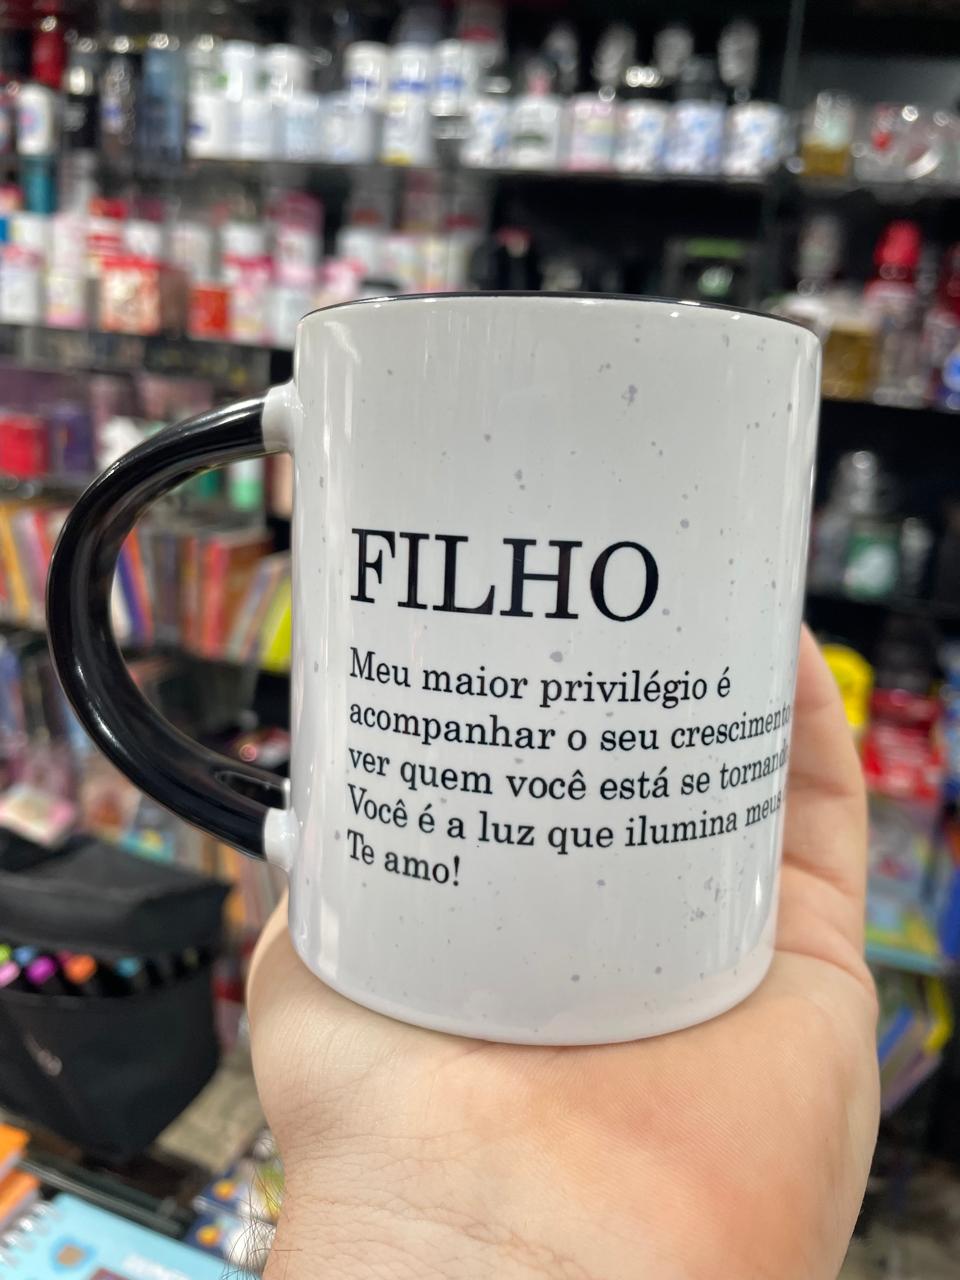 FILHO
Meu maior privilégio é
acompanhar o seu crescimento
ver quem você está se tornando
Você é a luz que ilumina meus
Te amo!